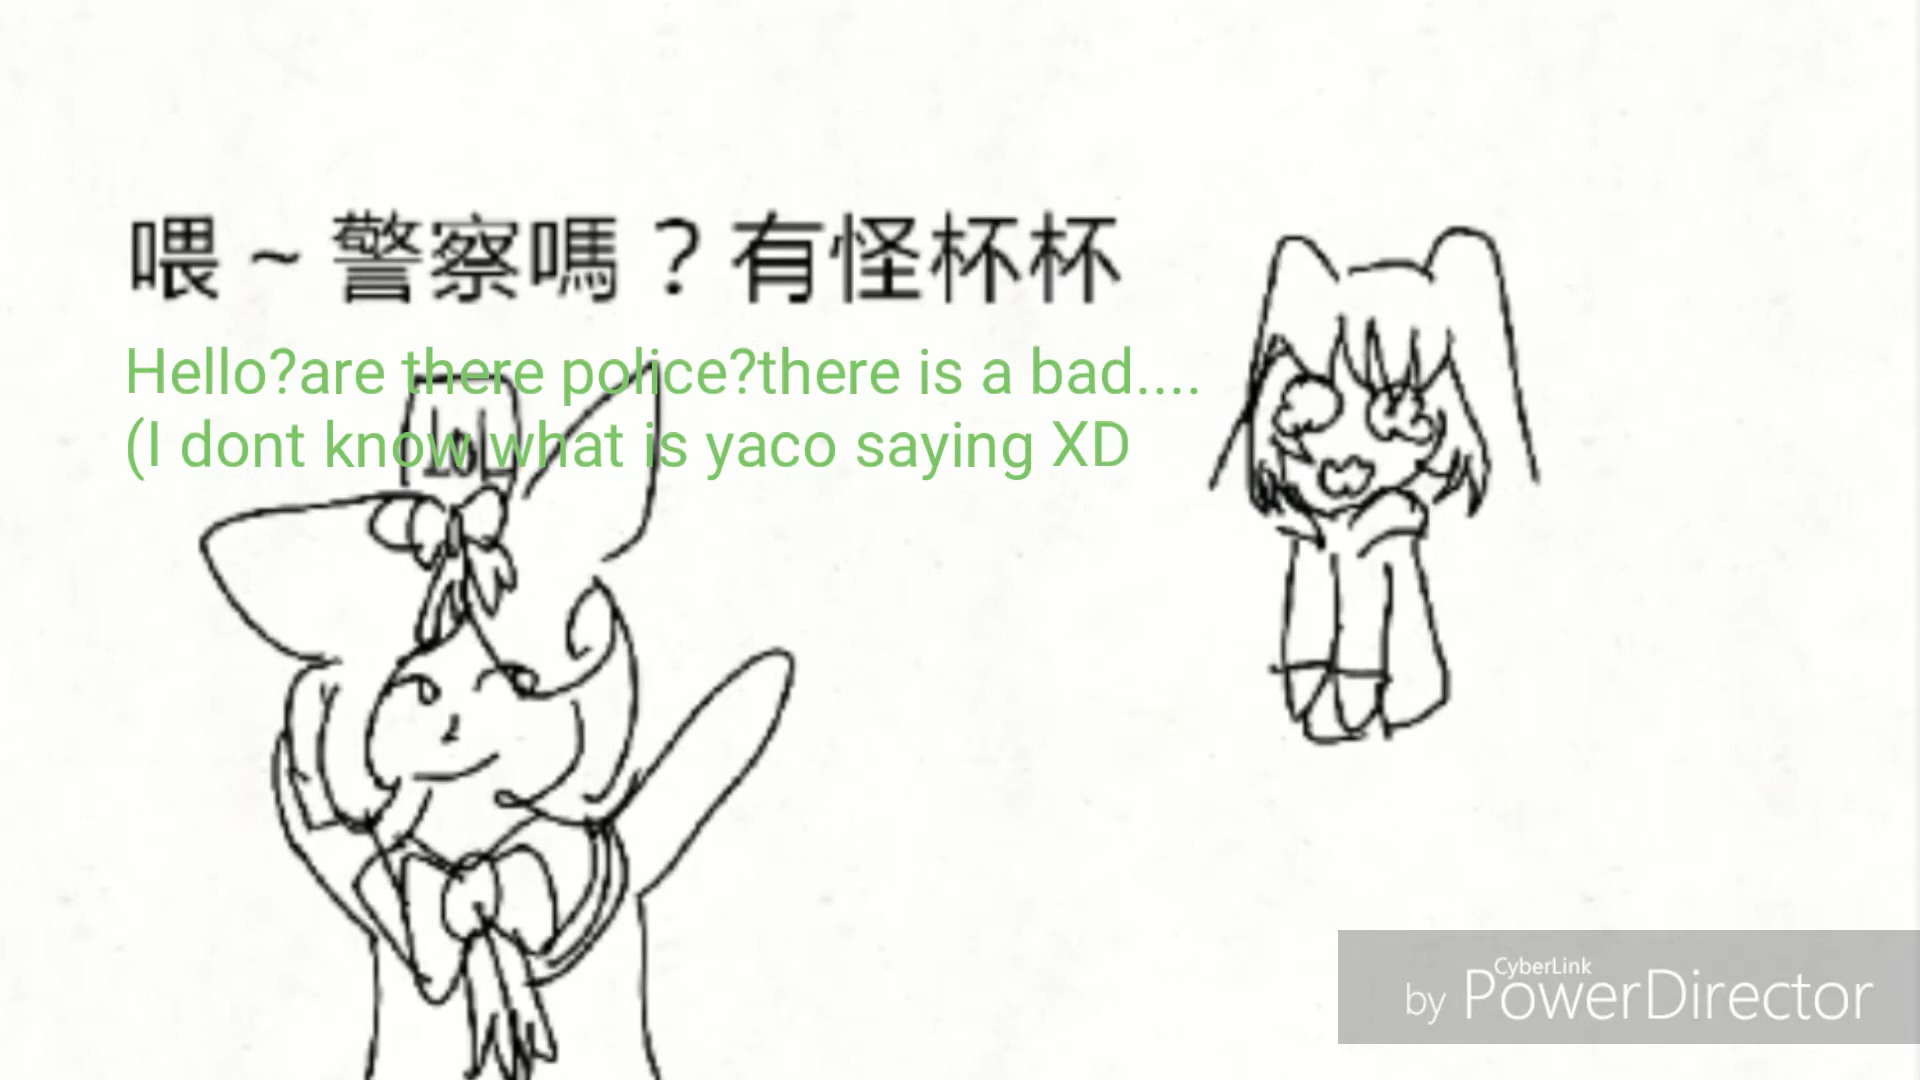 喂～警察嗎？有怪杯杯
Hello?are there police?there is a bad....
(I dont know what is yaco saying XD
CyberLink
by PowerDirector